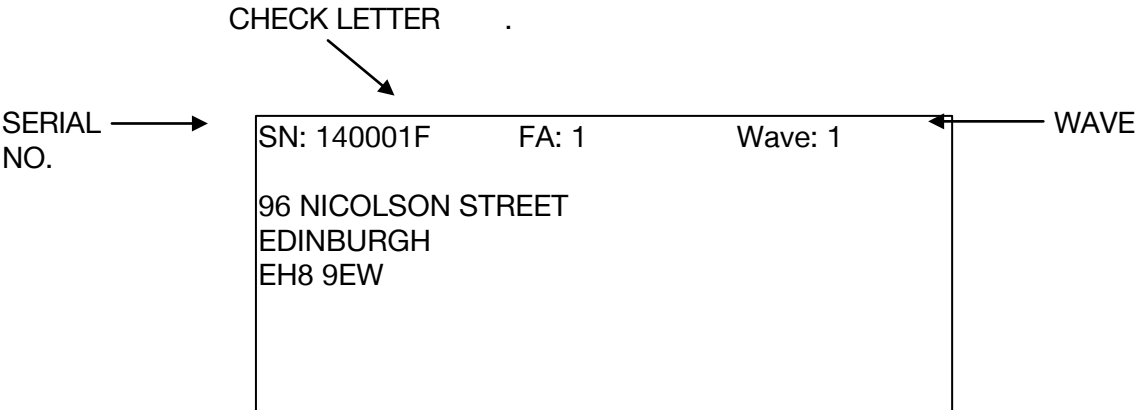 CHECK LETTER .
SERIAL NO.
SN: 140001F FA: 1 Wave: 1
WAVE
96 NICOLSON STREET
EDINBURGH
EH8 9EW